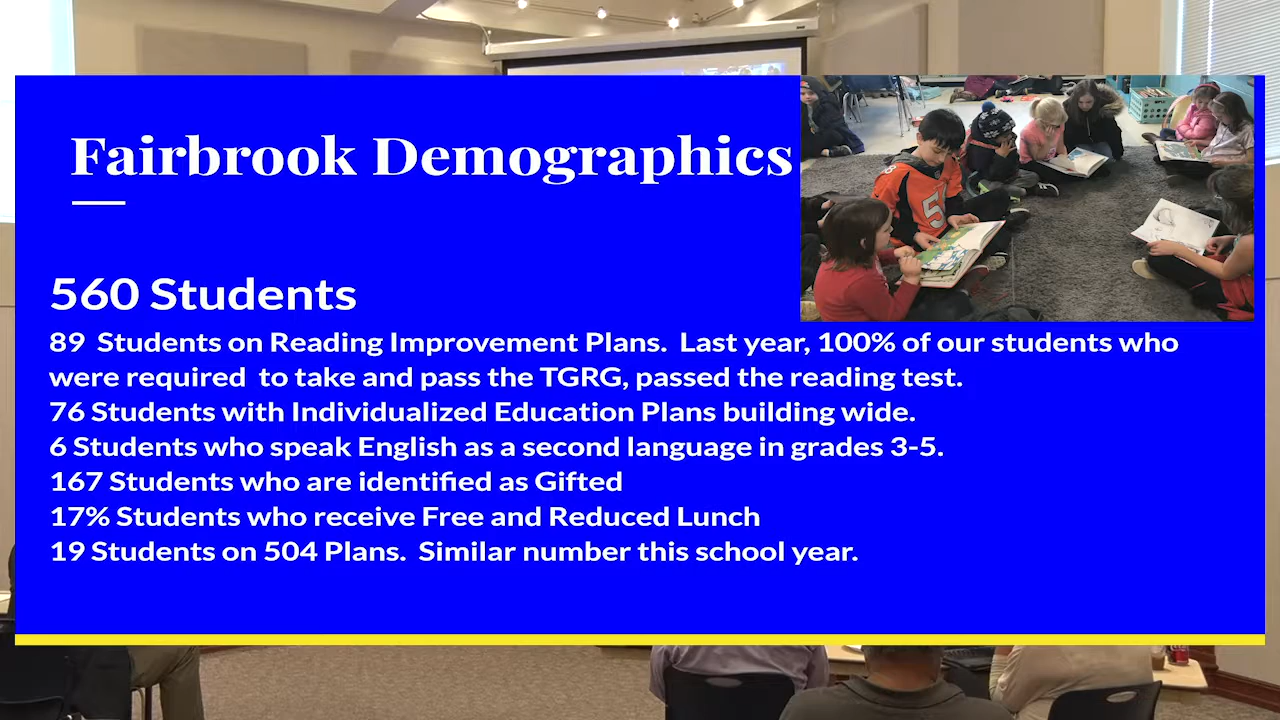 Fairbrook Demographics
560 Students
89 Students on Reading Improvement Plans. Last year, 100% of our students who
were required to take and pass the TGRG, passed the reading test.
76 Students with Individualized Education Plans building wide.
6 Students who speak English as a second language in grades 3-5.
167 Students who are identified as Gifted
17% Students who receive Free and Reduced Lunch
19 Students on 504 Plans. Similar number this school year.